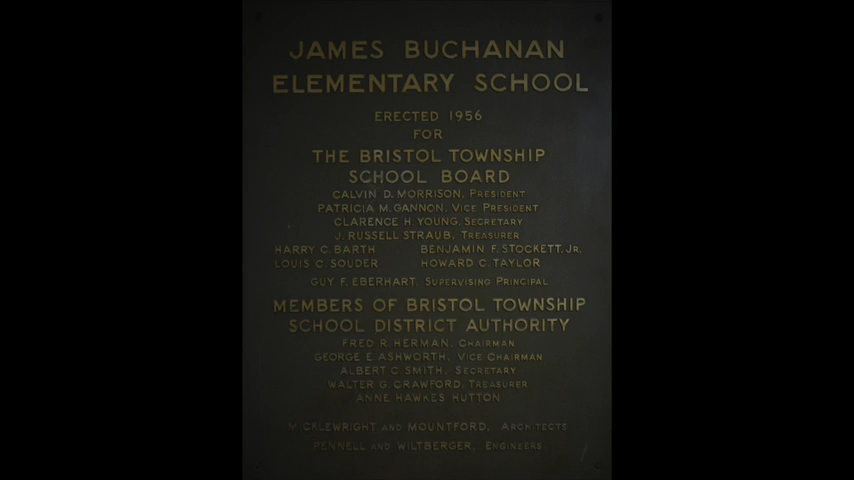 JAMES BUCHANAN
ELEMENTARY SCHOOL
ERECTED 1956
FOR
THE BRISTOL TOWNSHIP
SCHOOL BOARD
CALVIN D. MORRISON, PRESIDENT
PATRICIA M. GANNON, VICE PRESIDENT
CLARENCE H. YOUNG, SECRETARY
J. RUSSELL STRAUB, TREASURER
HARRY C. BARTH BENJAMIN F. STOCKETT, JR.
LOUIS C. SOUDER HOWARD C. TAYLOR
GUY F. EBERHART, SUPERVISING PRINCIPAL
MEMBERS OF BRISTOL TOWNSHIP
SCHOOL DISTRICT AUTHORITY
FRED R. HERMAN, CHAIRMAN
GEORGE E. ASHWORTH, VICE CHAIRMAN
ALBERT C. SMITH, SECRETARY
WALTER G. CRAWFORD, TREASURER
ANNE HAWKES HUTTON
MICKLEWRIGHT AND MOUNTFORD, ARCHITECTS
PENNELL AND WILTBERGER, ENGINEERS